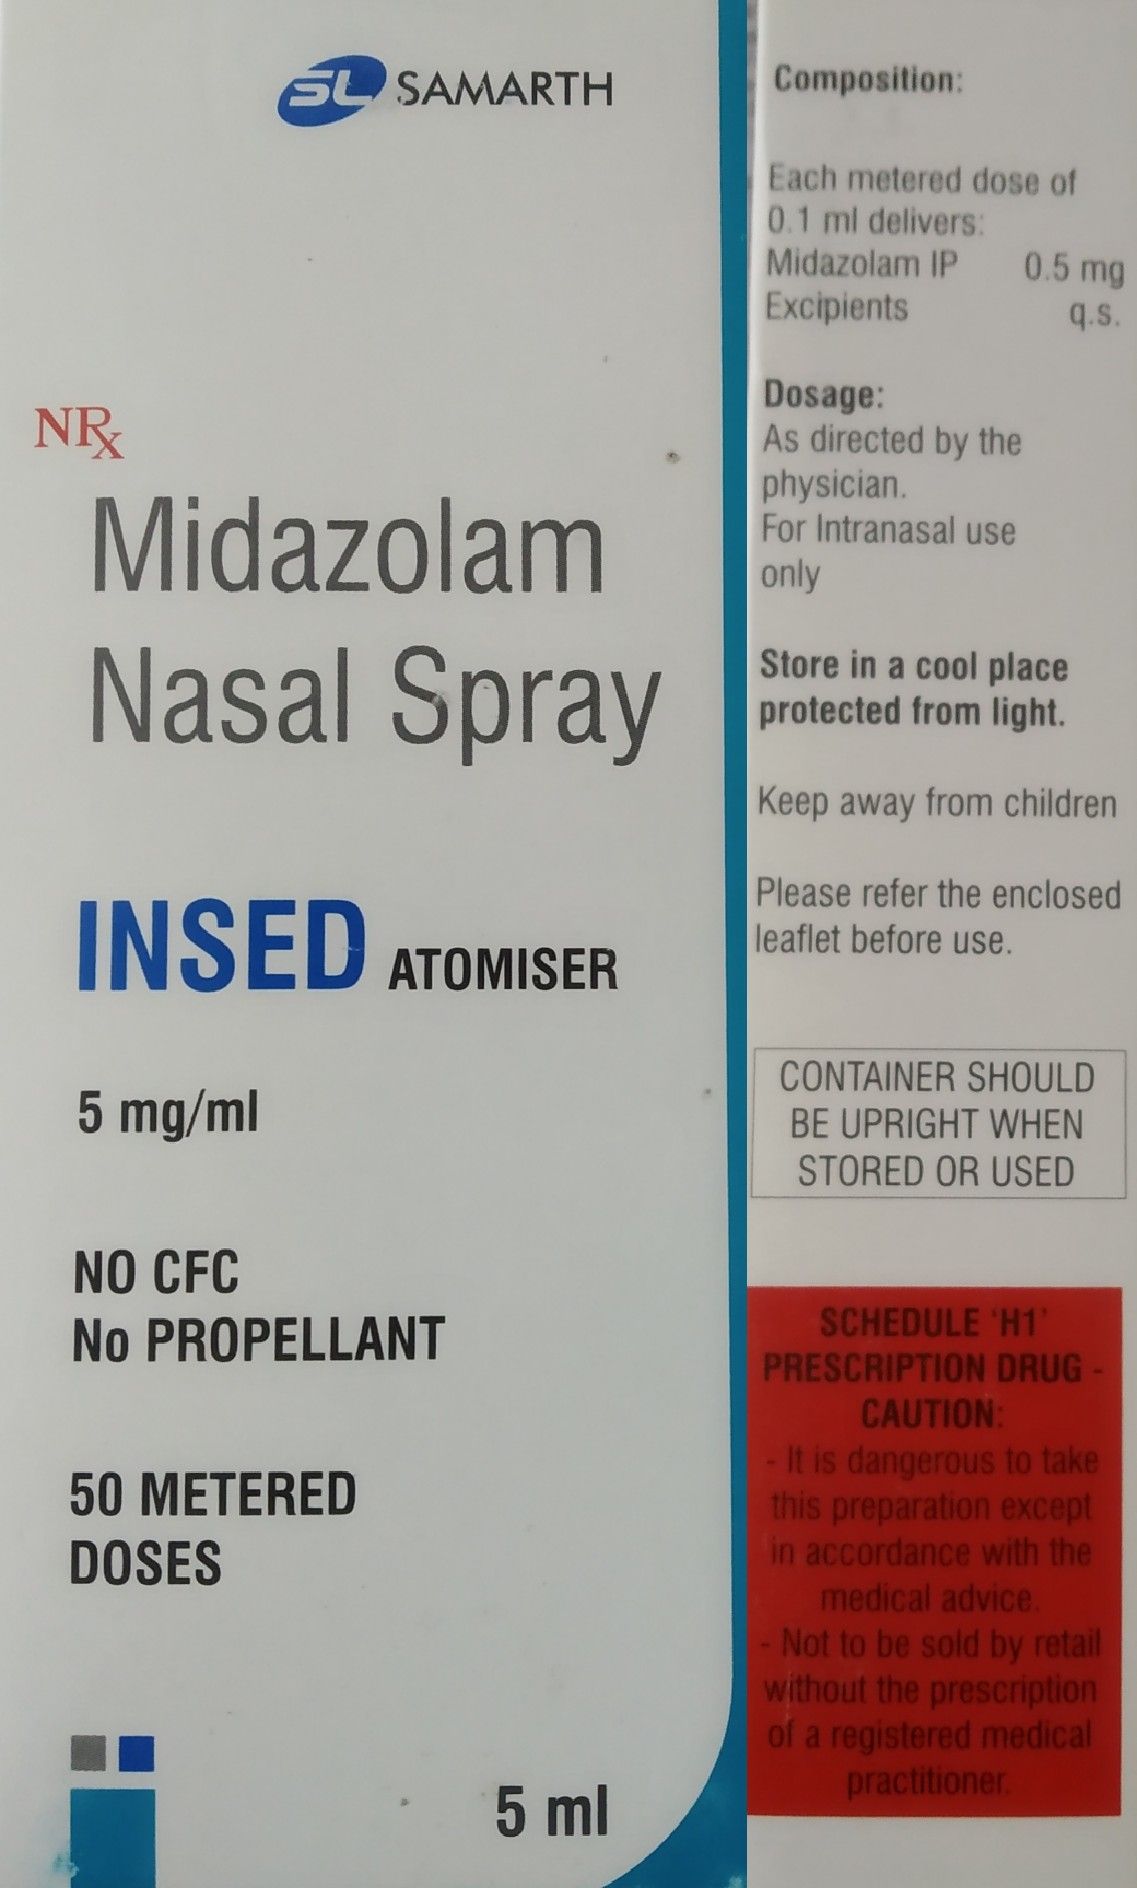 SL SAMARTH
NRx
Midazolam
Nasal Spray
INSED ATOMISER
5 mg/ml
NO CFC
No PROPELLANT
50 METERED
DOSES
5 ml
Composition:
Each metered dose of
0.1 ml delivers:
Midazolam IP 0.5 mg
Excipients q.s.
Dosage:
As directed by the
physician.
For Intranasal use
only
Store in a cool place
protected from light.
Keep away from children
Please refer the enclosed
leaflet before use.
CONTAINER SHOULD
BE UPRIGHT WHEN
STORED OR USED
SCHEDULE 'H1'
PRESCRIPTION DRUG -
CAUTION:
- It is dangerous to take
this preparation except
in accordance with the
medical advice.
- Not to be sold by retail
without the prescription
of a registered medical
practitioner.